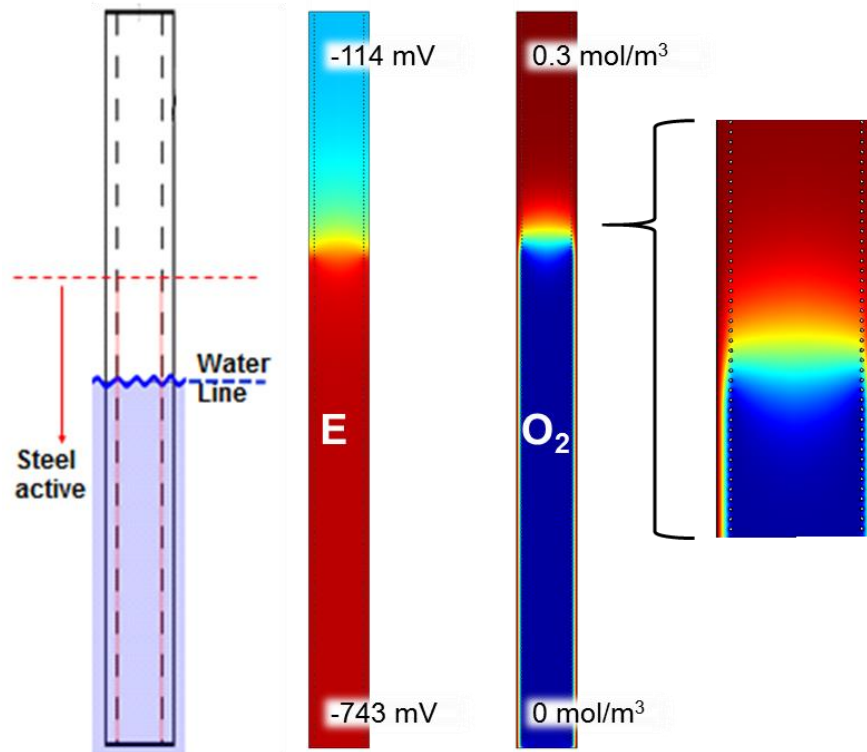 -114 mV
0.3 mol/m³
Water
Line
E
O₂
Steel
active
-743 mV
0 mol/m³